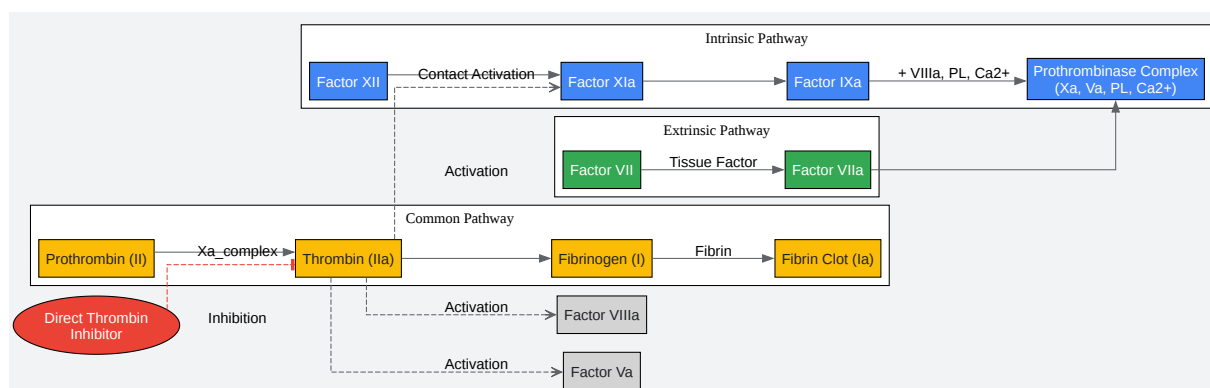 Intrinsic Pathway
Factor XII
Contact Activation
Factor XIa
Factor IXa
+ VIIIa, PL, Ca2+
Prothrombinase Complex
(Xa, Va, PL, Ca2+)
Extrinsic Pathway
Factor VII
Tissue Factor
Factor VIIa
Activation
Common Pathway
Prothrombin (II)
Xa_complex
Thrombin (IIa)
Fibrinogen (I)
Fibrin
Fibrin Clot (Ia)
Direct Thrombin
Inhibitor
Inhibition
Activation
Factor VIIIa
Activation
Factor Va